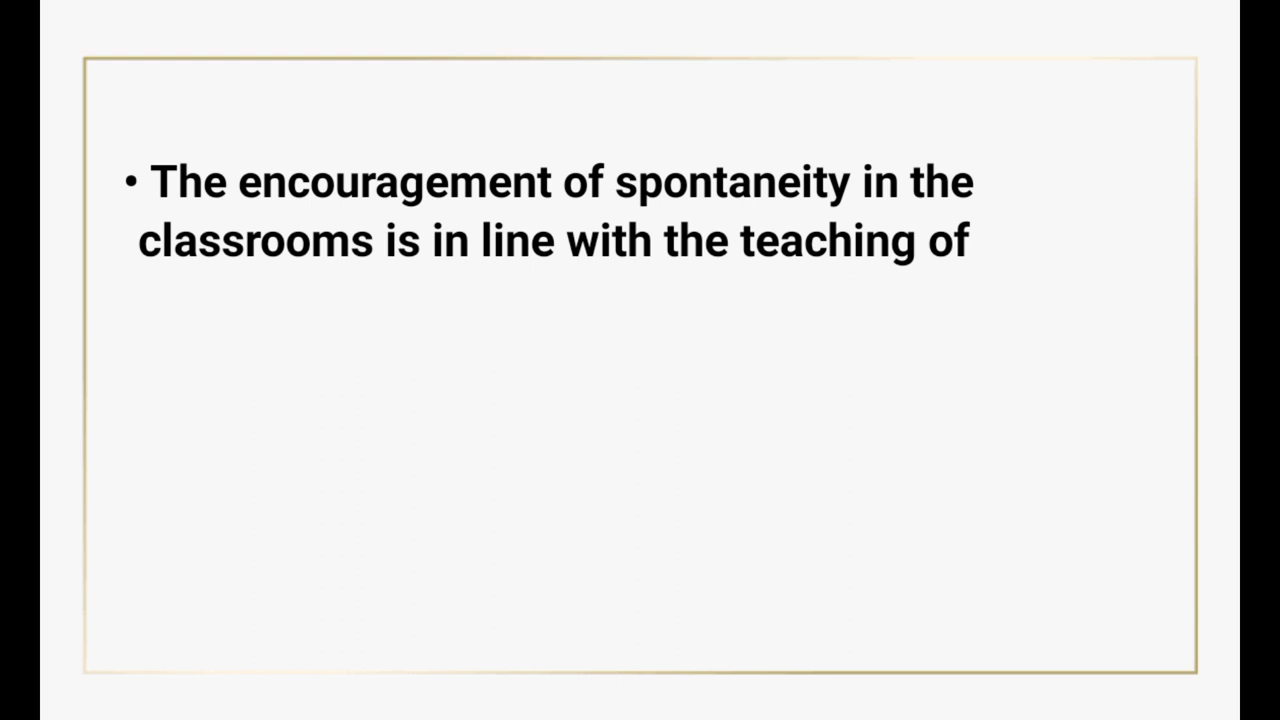 • The encouragement of spontaneity in the
classrooms is in line with the teaching of